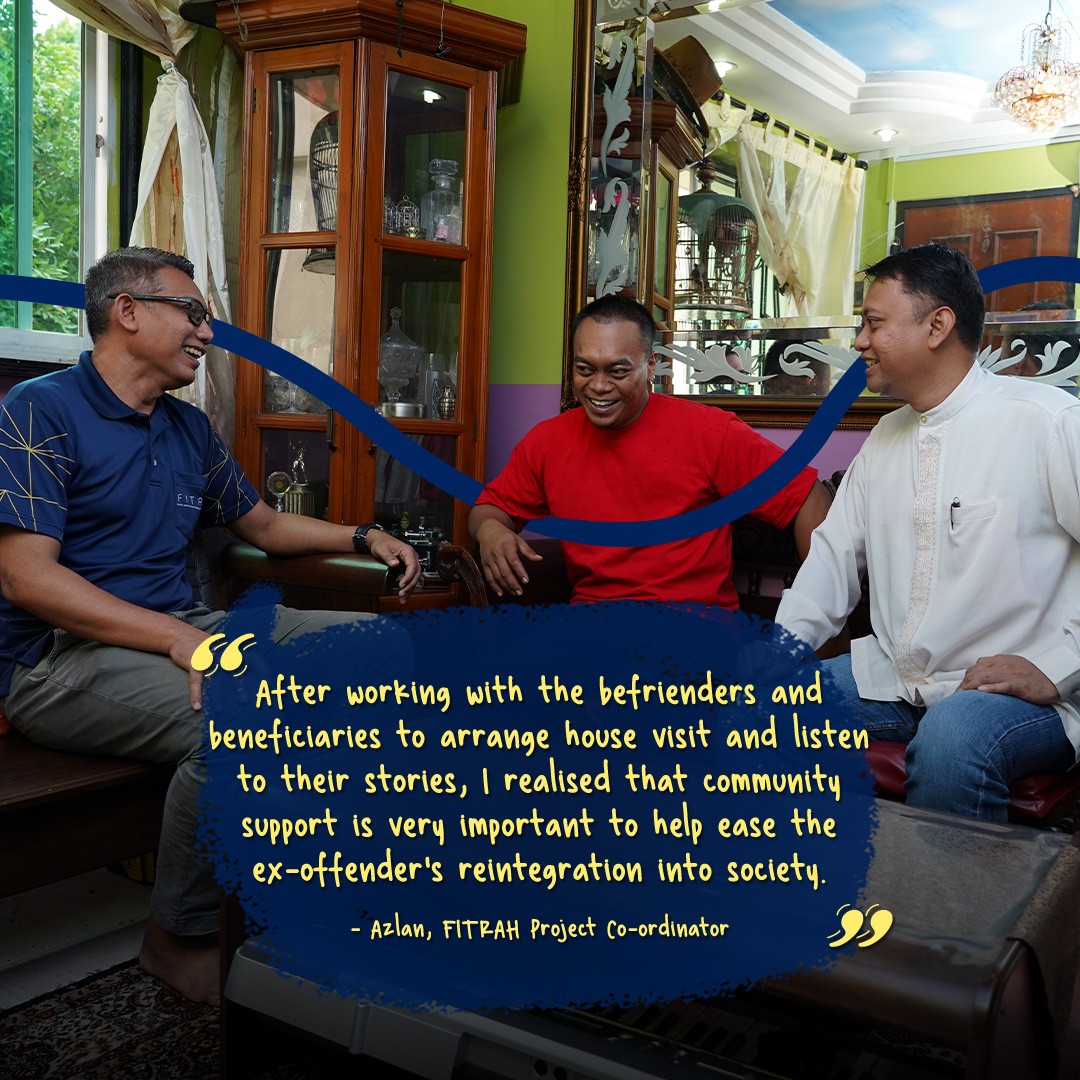 FITR
“After working with the befrienders and
beneficiaries to arrange house visit and listen
to their stories, I realised that community
support is very important to help ease the
ex-offender's reintegration into society.
- Azlan, FITRAH Project Co-ordinator”